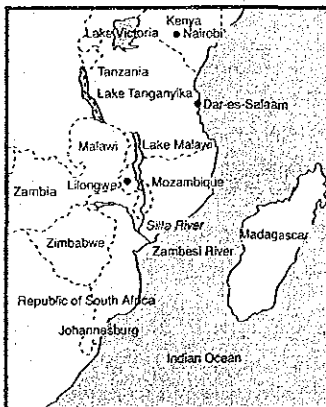 Kenya
Lake Victoria
Nairobi
Tanzania
Lake Tanganyika
Dar-es-Salaam
Malawi
Lake Malawi
Zambia
Lilongwe
Mozambique
Silla River
Zimbabwe
Zambesi River
Madagascar
Republic of South Africa
Johannesburg
Indian Ocean